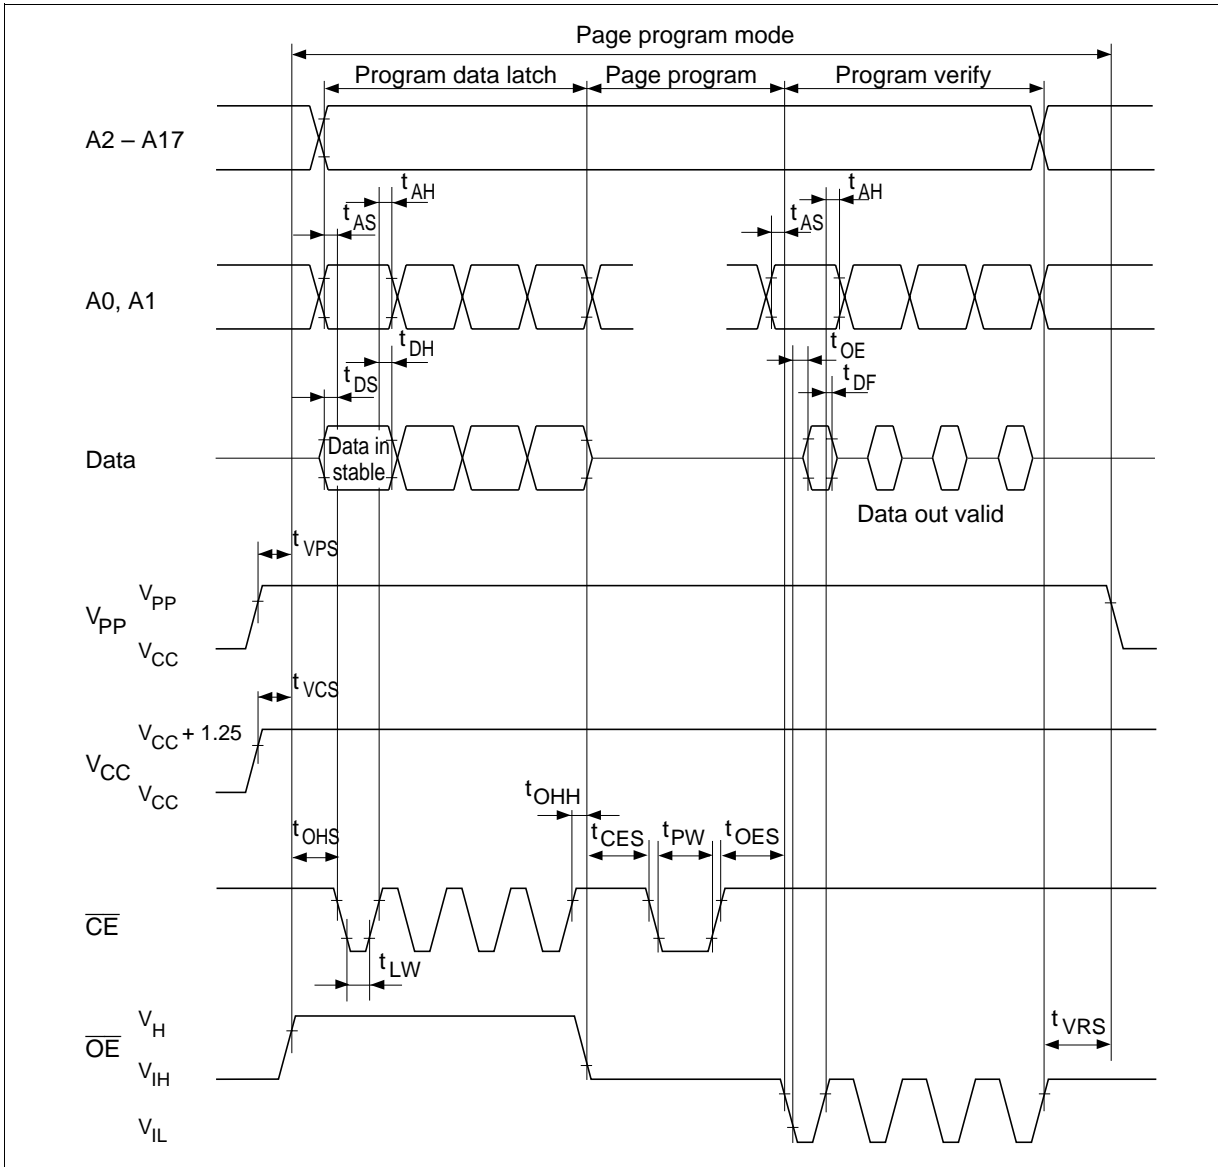 Page program mode
Program data latch Page program Program verify
A2 – A17
tAH tAH
tAS tAS
A0, A1
tDH tOE
tDS tDF
Data in
stable
Data
Data out valid
tVPS
VPP
VPP
VCC
tVCS
VCC + 1.25
VCC
VCC
tOHH
tOHS tCES tPW tOES
CE
tLW
VH
OE
tVRS
VIH
VIL